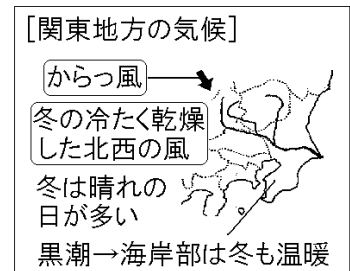 [関東地方の気候]
からっ風
冬の冷たく乾燥
した北西の風
冬は晴れの
日が多い
黒潮→海岸部は冬も温暖